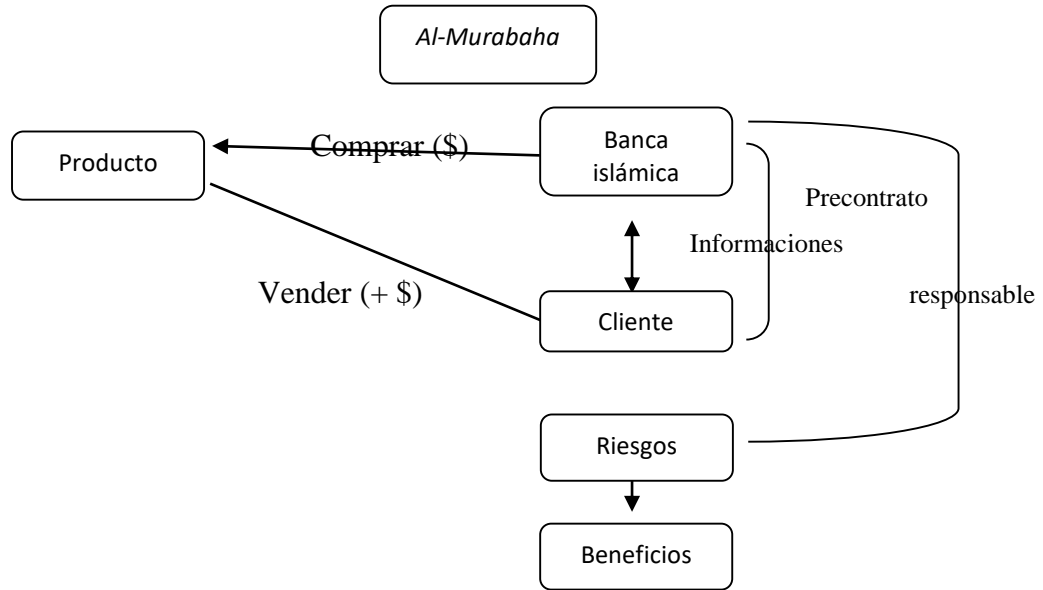 Al-Murabaha
Banca
islámica
Comprar ($)
Producto
Precontrato
Informaciones
Vender (+ $)
responsable
Cliente
Riesgos
Beneficios